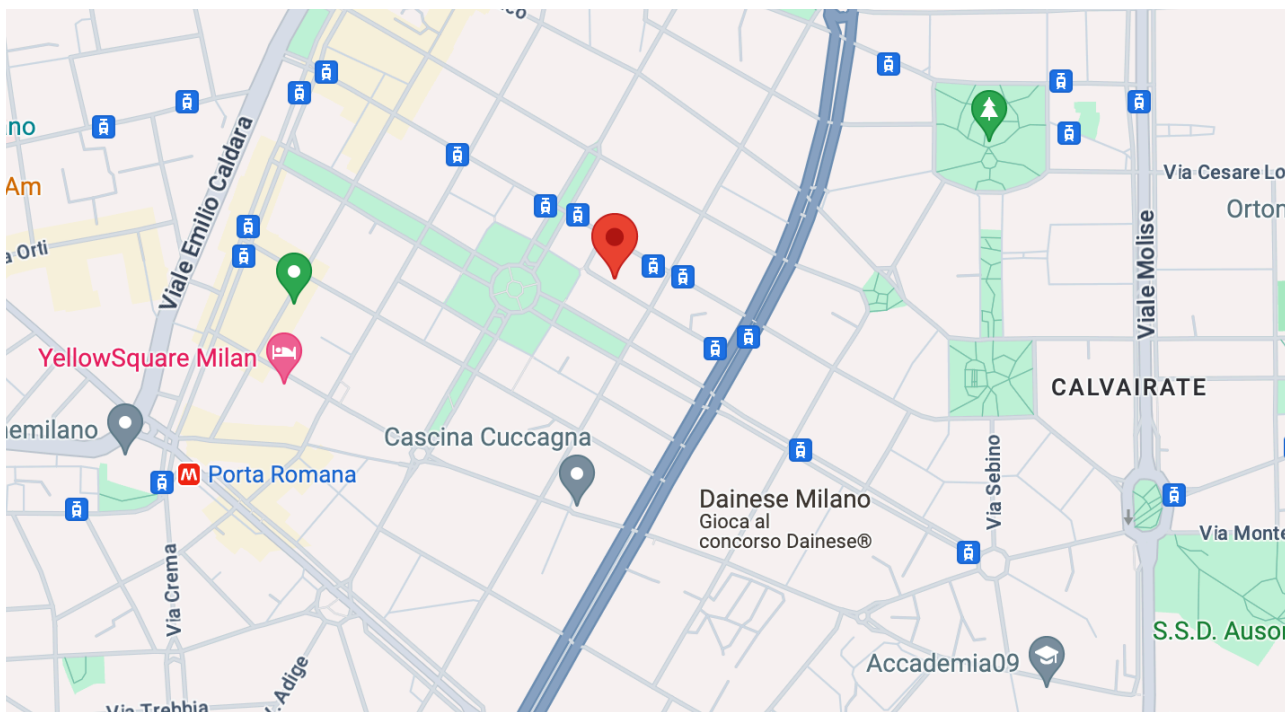 Viale Emilio Caldara
Via Cesare Lo
Am
Orton
Orti
Viale Molise
YellowSquare Milan
CALVAIRATE
emilano
Cascina Cuccagna
M
Porta Romana
Dainese Milano
Gioca al
concorso Dainese®
Via Sebino
Via Monte
Via Crema
S.S.D. Auso
Accademia09
. Adige
Via Trebbia